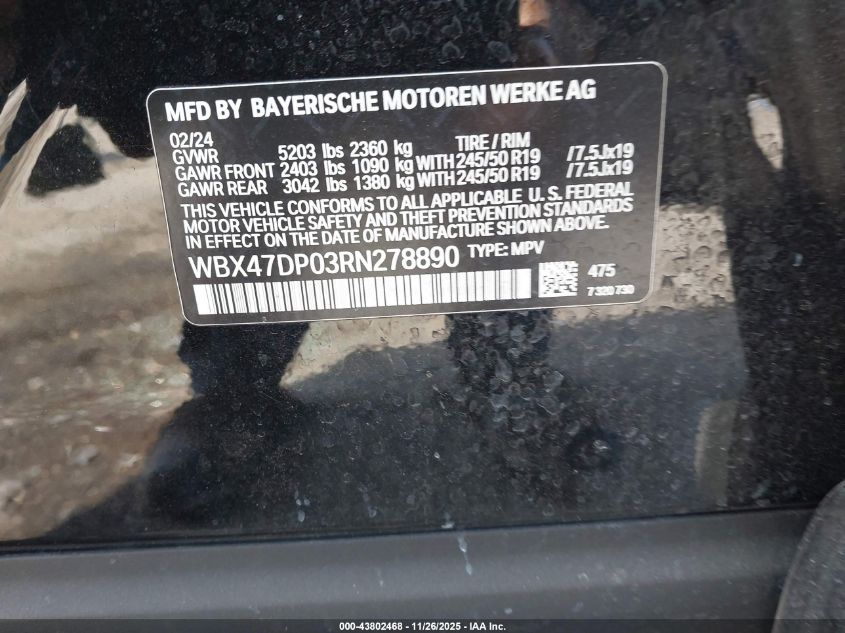 MFD BY BAYERISCHE MOTOREN WERKE AG
02/24
GVWR 5203 lbs 2360 kg TIRE / RIM
GAWR FRONT 2403 lbs 1090 kg WITH 245/50 R19 /7.5Jx19
GAWR REAR 3042 lbs 1380 kg WITH 245/50 R19 /7.5Jx19
THIS VEHICLE CONFORMS TO ALL APPLICABLE U. S. FEDERAL
MOTOR VEHICLE SAFETY AND THEFT PREVENTION STANDARDS
IN EFFECT ON THE DATE OF MANUFACTURE SHOWN ABOVE.
WBX47DP03RN278890 TYPE: MPV
475
7320730
000-43802468 - 11/26/2025 - IAA Inc.